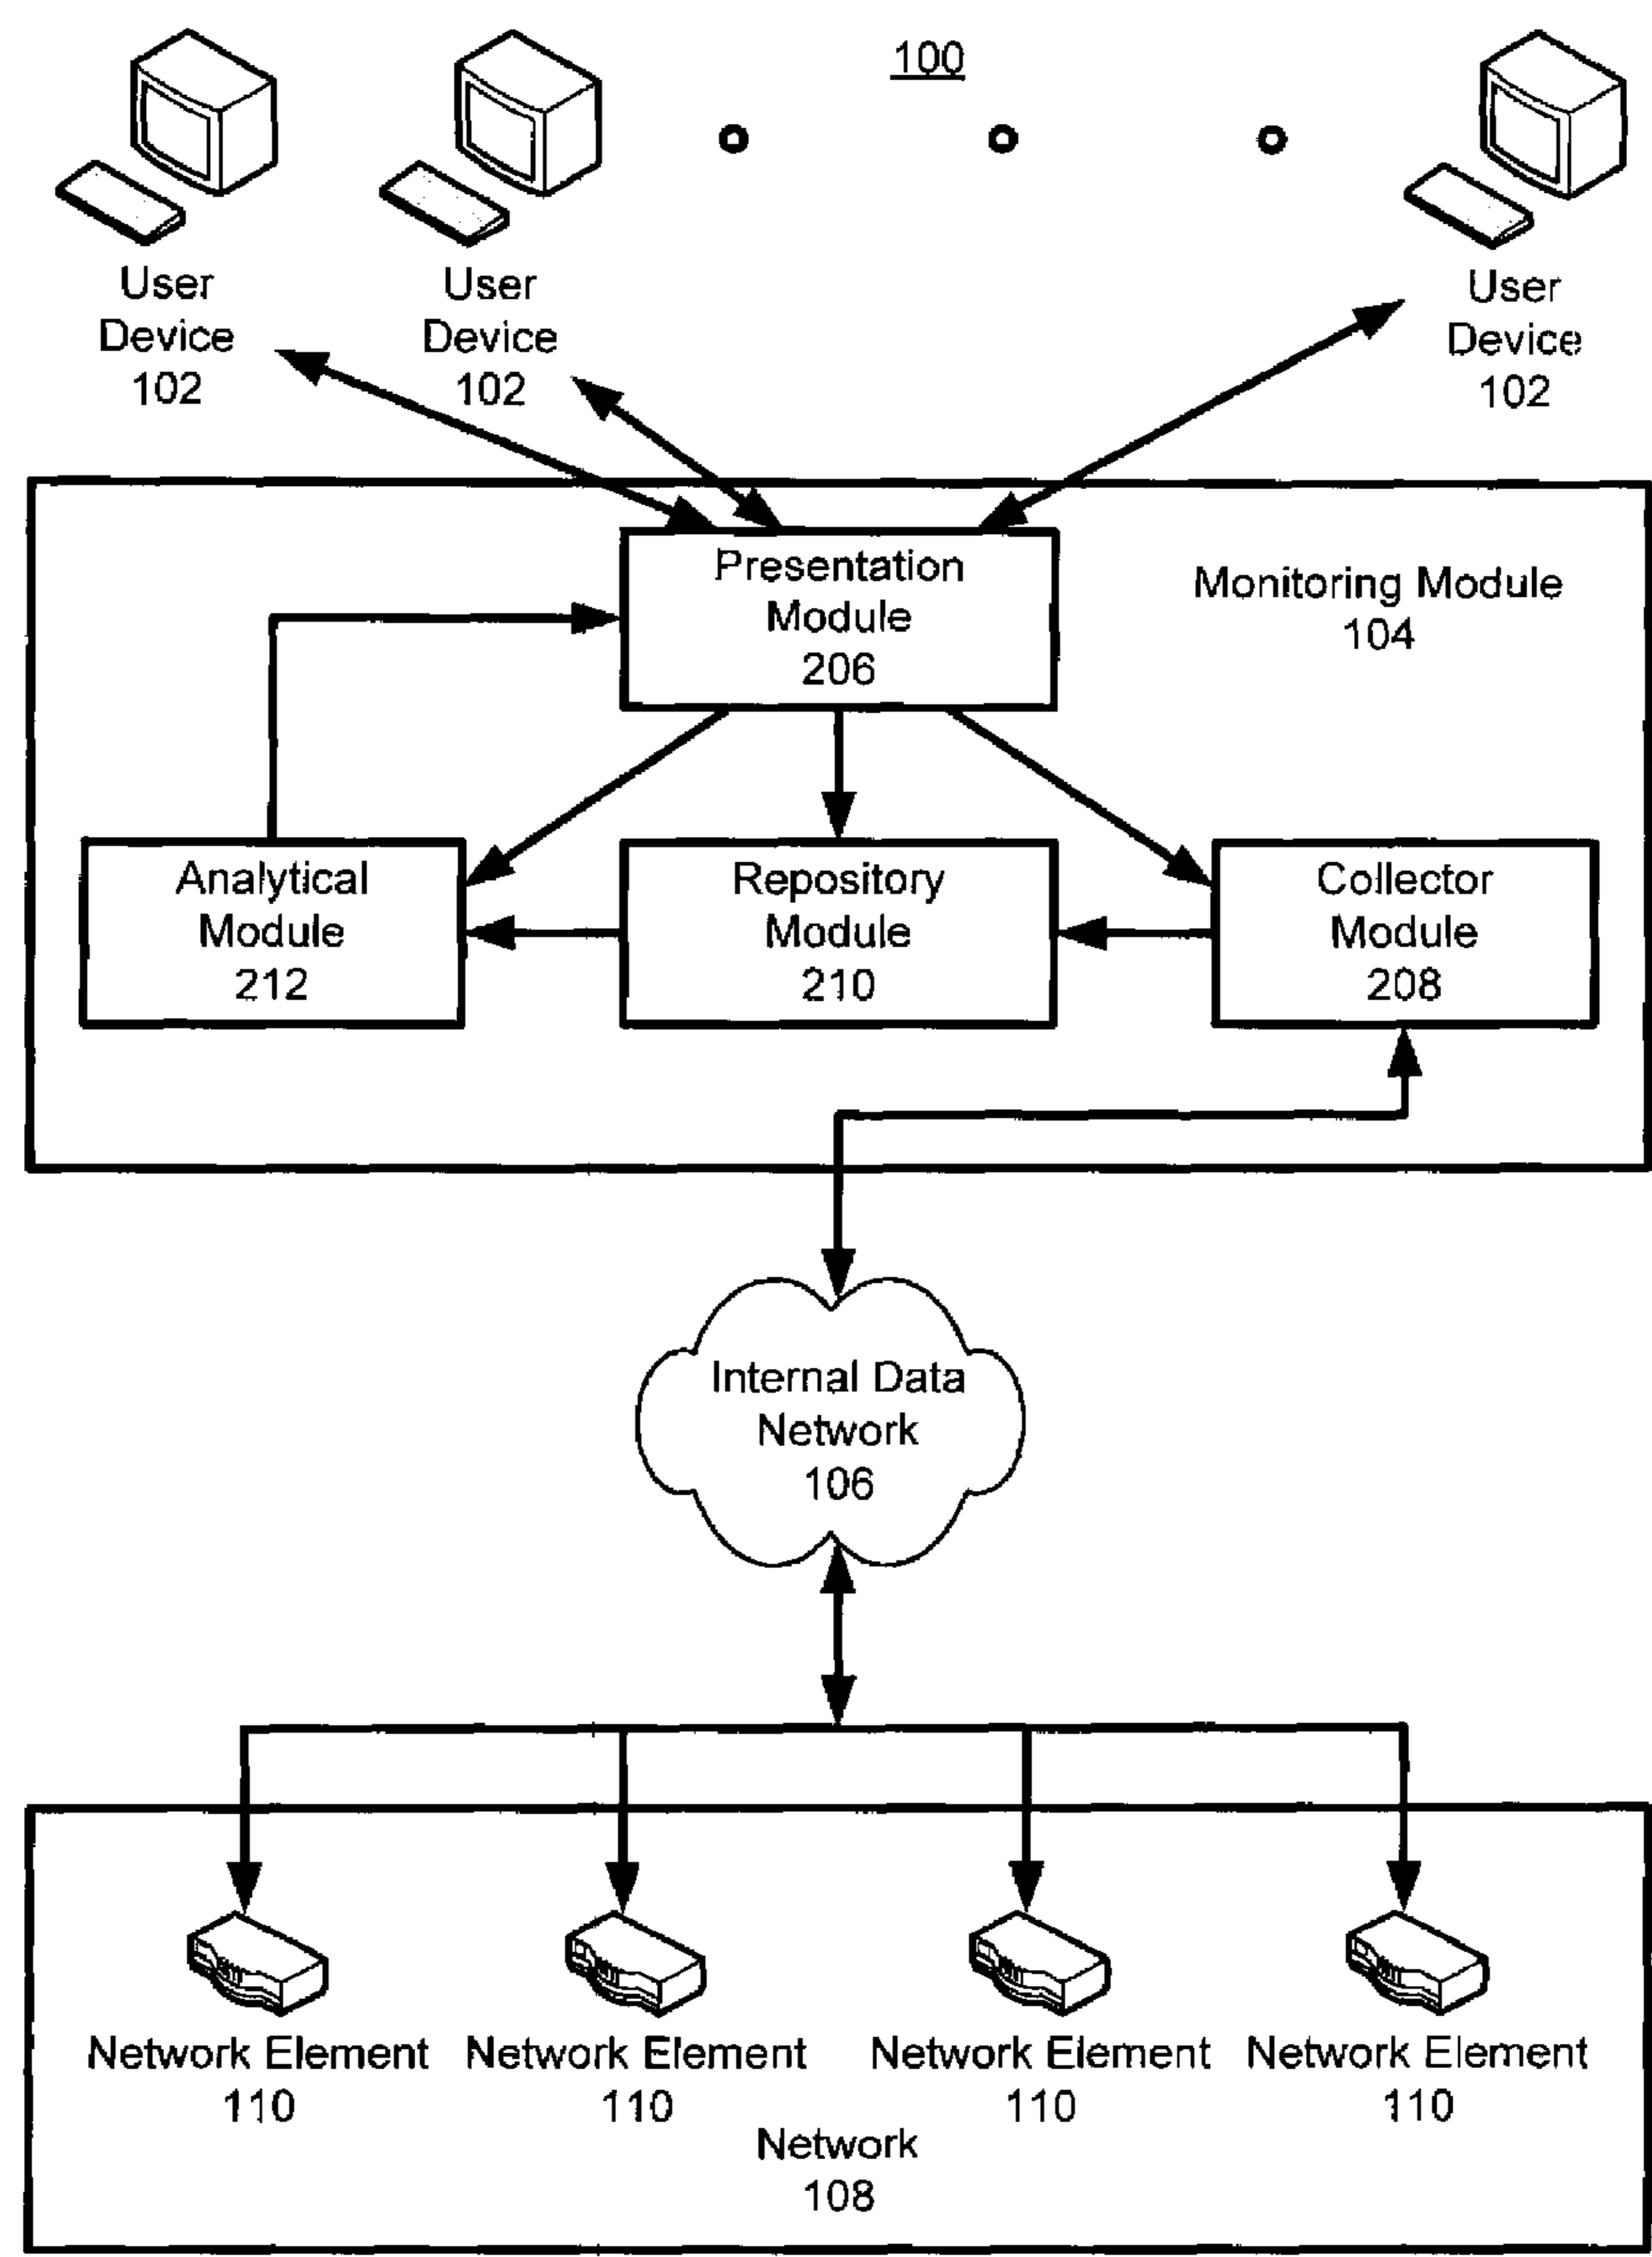 100
User
Device
102
User
Device
102
User
Device
102
Presentation
Module
206
Monitoring Module
104
Analytical
Module
212
Repository
Module
210
Collector
Module
208
Internal Data
Network
106
Network Element
110
Network Element
110
Network Element
110
Network Element
110
Network
108